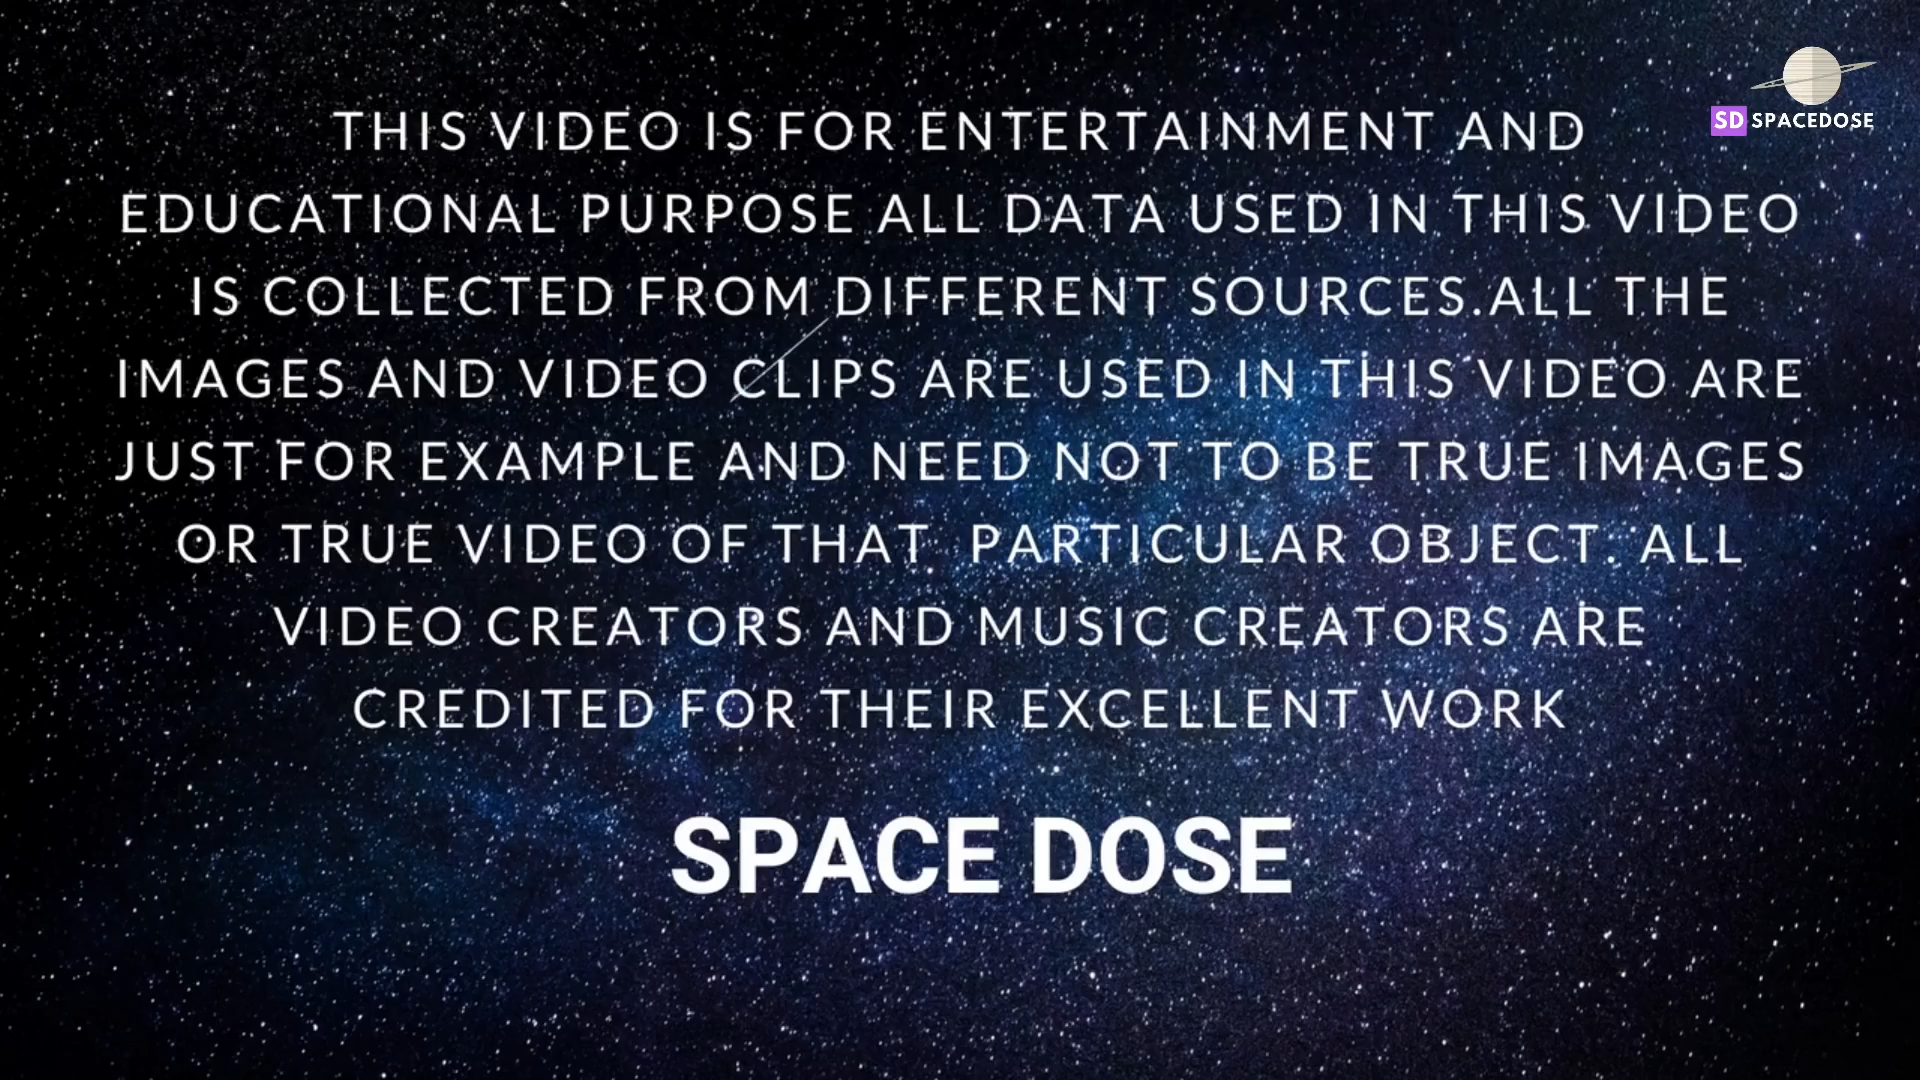 SD SPACEDOSE
THIS VIDEO IS FOR ENTERTAINMENT AND
EDUCATIONAL PURPOSE ALL DATA USED IN THIS VIDEO
IS COLLECTED FROM DIFFERENT SOURCES.ALL THE
IMAGES AND VIDEO CLIPS ARE USED IN THIS VIDEO ARE
JUST FOR EXAMPLE AND NEED NOT TO BE TRUE IMAGES
OR TRUE VIDEO OF THAT PARTICULAR OBJECT. ALL
VIDEO CREATORS AND MUSIC CREATORS ARE
CREDITED FOR THEIR EXCELLENT WORK
SPACE DOSE